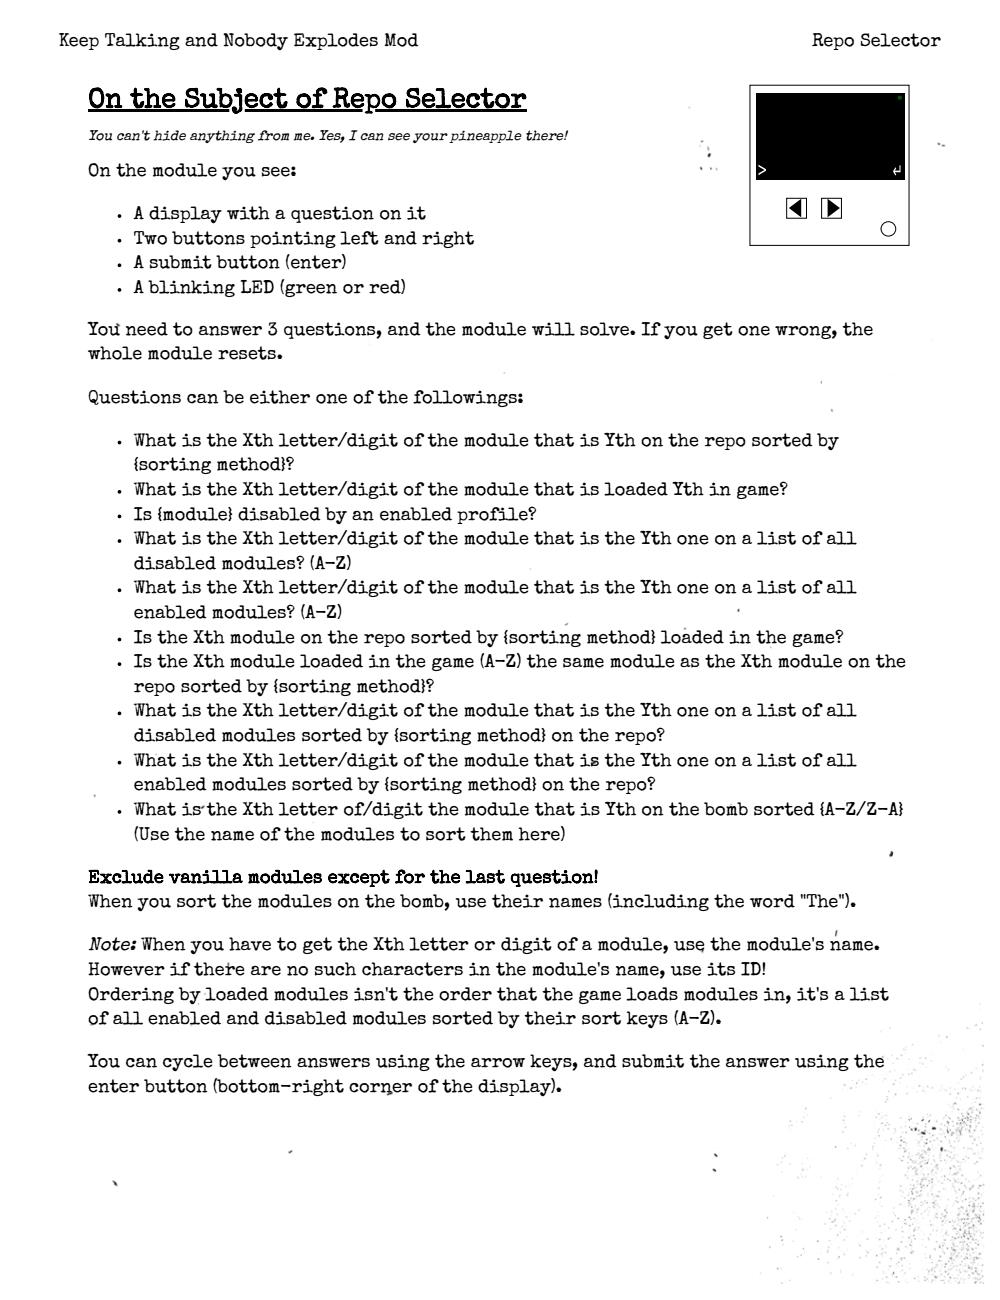 Keep Talking and Nobody Explodes Mod
Repo Selector
On the Subject of Repo Selector
You can't hide anything from me. Yes, I can see your pineapple there!
On the module you see:
• A display with a question on it
• Two buttons pointing left and right
• A submit button (enter)
• A blinking LED (green or red)
>
↵
You need to answer 3 questions, and the module will solve. If you get one wrong, the
whole module resets.
Questions can be either one of the followings:
• What is the Xth letter/digit of the module that is Yth on the repo sorted by
{sorting method}?
• What is the Xth letter/digit of the module that is loaded Yth in game?
• Is {module} disabled by an enabled profile?
• What is the Xth letter/digit of the module that is the Yth one on a list of all
disabled modules? (A-Z)
• What is the Xth letter/digit of the module that is the Yth one on a list of all
enabled modules? (A-Z)
• Is the Xth module on the repo sorted by {sorting method} loaded in the game?
• Is the Xth module loaded in the game (A-Z) the same module as the Xth module on the
repo sorted by {sorting method}?
• What is the Xth letter/digit of the module that is the Yth one on a list of all
disabled modules sorted by {sorting method} on the repo?
• What is the Xth letter/digit of the module that is the Yth one on a list of all
enabled modules sorted by {sorting method} on the repo?
• What is the Xth letter of/digit the module that is Yth on the bomb sorted {A-Z/Z-A}
(Use the name of the modules to sort them here)
Exclude vanilla modules except for the last question!
When you sort the modules on the bomb, use their names (including the word "The").
Note: When you have to get the Xth letter or digit of a module, use the module's name.
However if there are no such characters in the module's name, use its ID!
Ordering by loaded modules isn't the order that the game loads modules in, it's a list
of all enabled and disabled modules sorted by their sort keys (A-Z).
You can cycle between answers using the arrow keys, and submit the answer using the
enter button (bottom-right corner of the display).